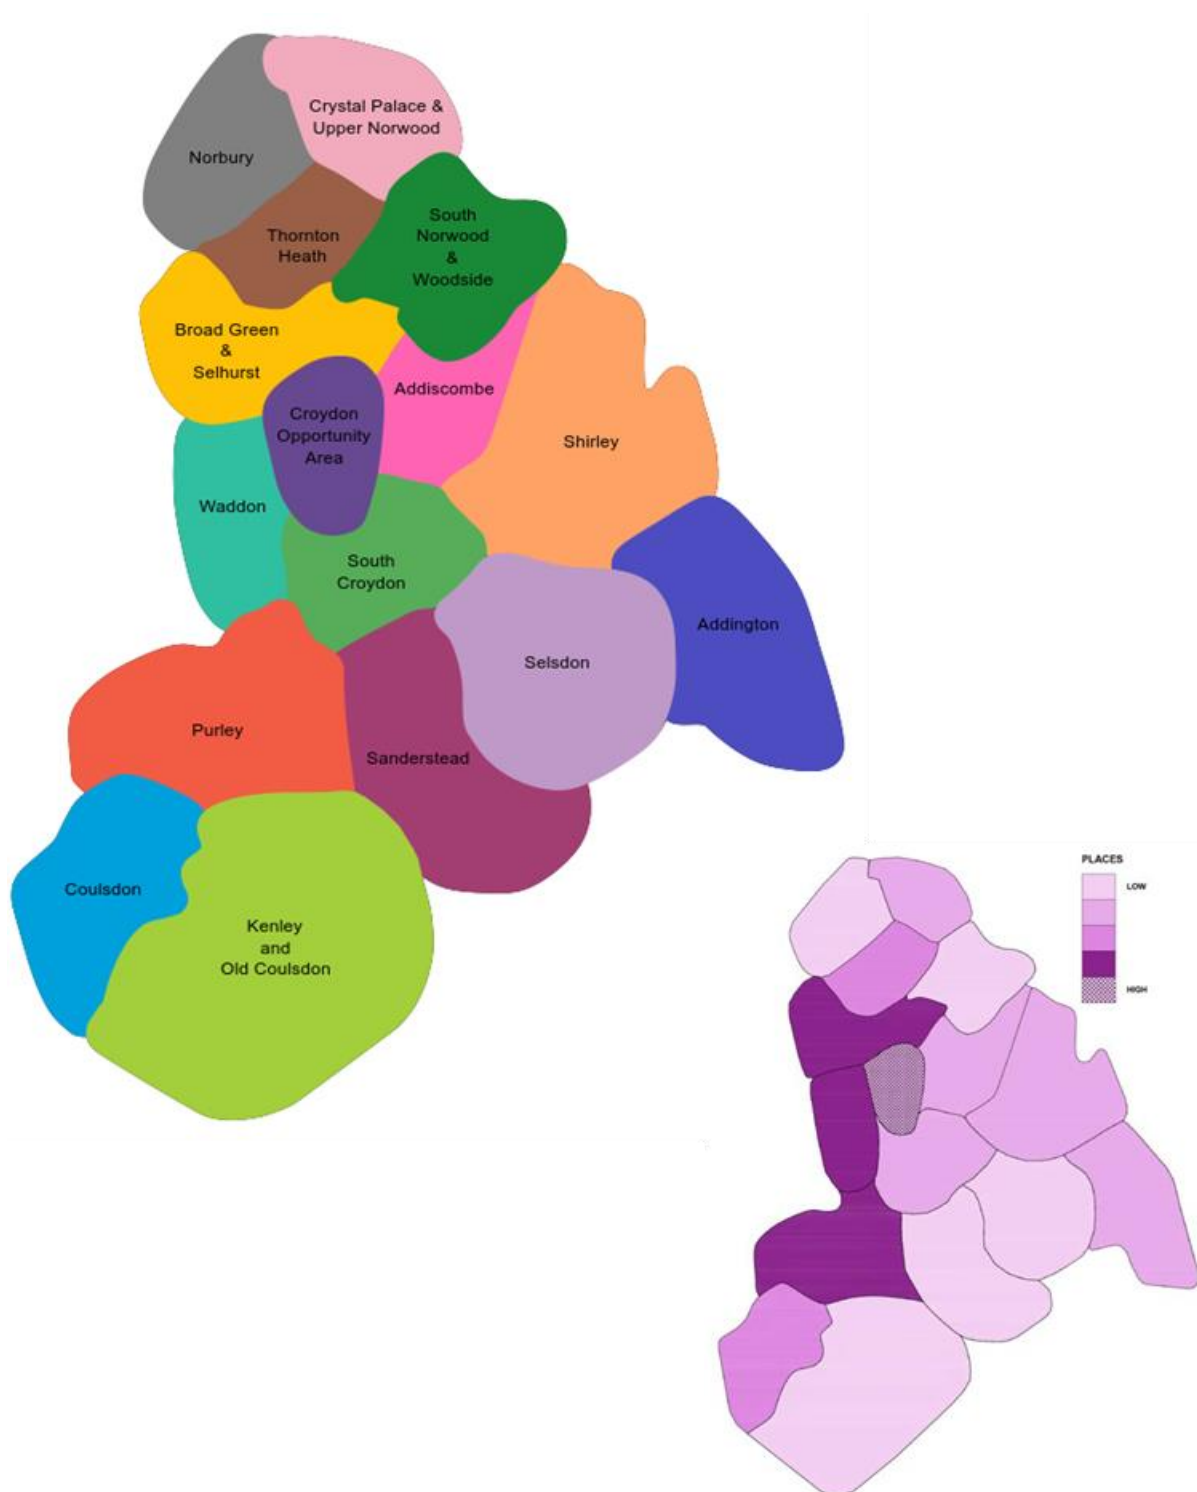 Crystal Palace &
Upper Norwood
Norbury
South
Norwood
&
Woodside
Thornton
Heath
Broad Green
&
Selhurst
Addiscombe
Croydon
Opportunity
Area
Shirley
Waddon
South
Croydon
Addington
Selsdon
Purley
Sanderstead
Coulsdon
Kenley
and
Old Coulsdon
PLACES
LOW
HIGH